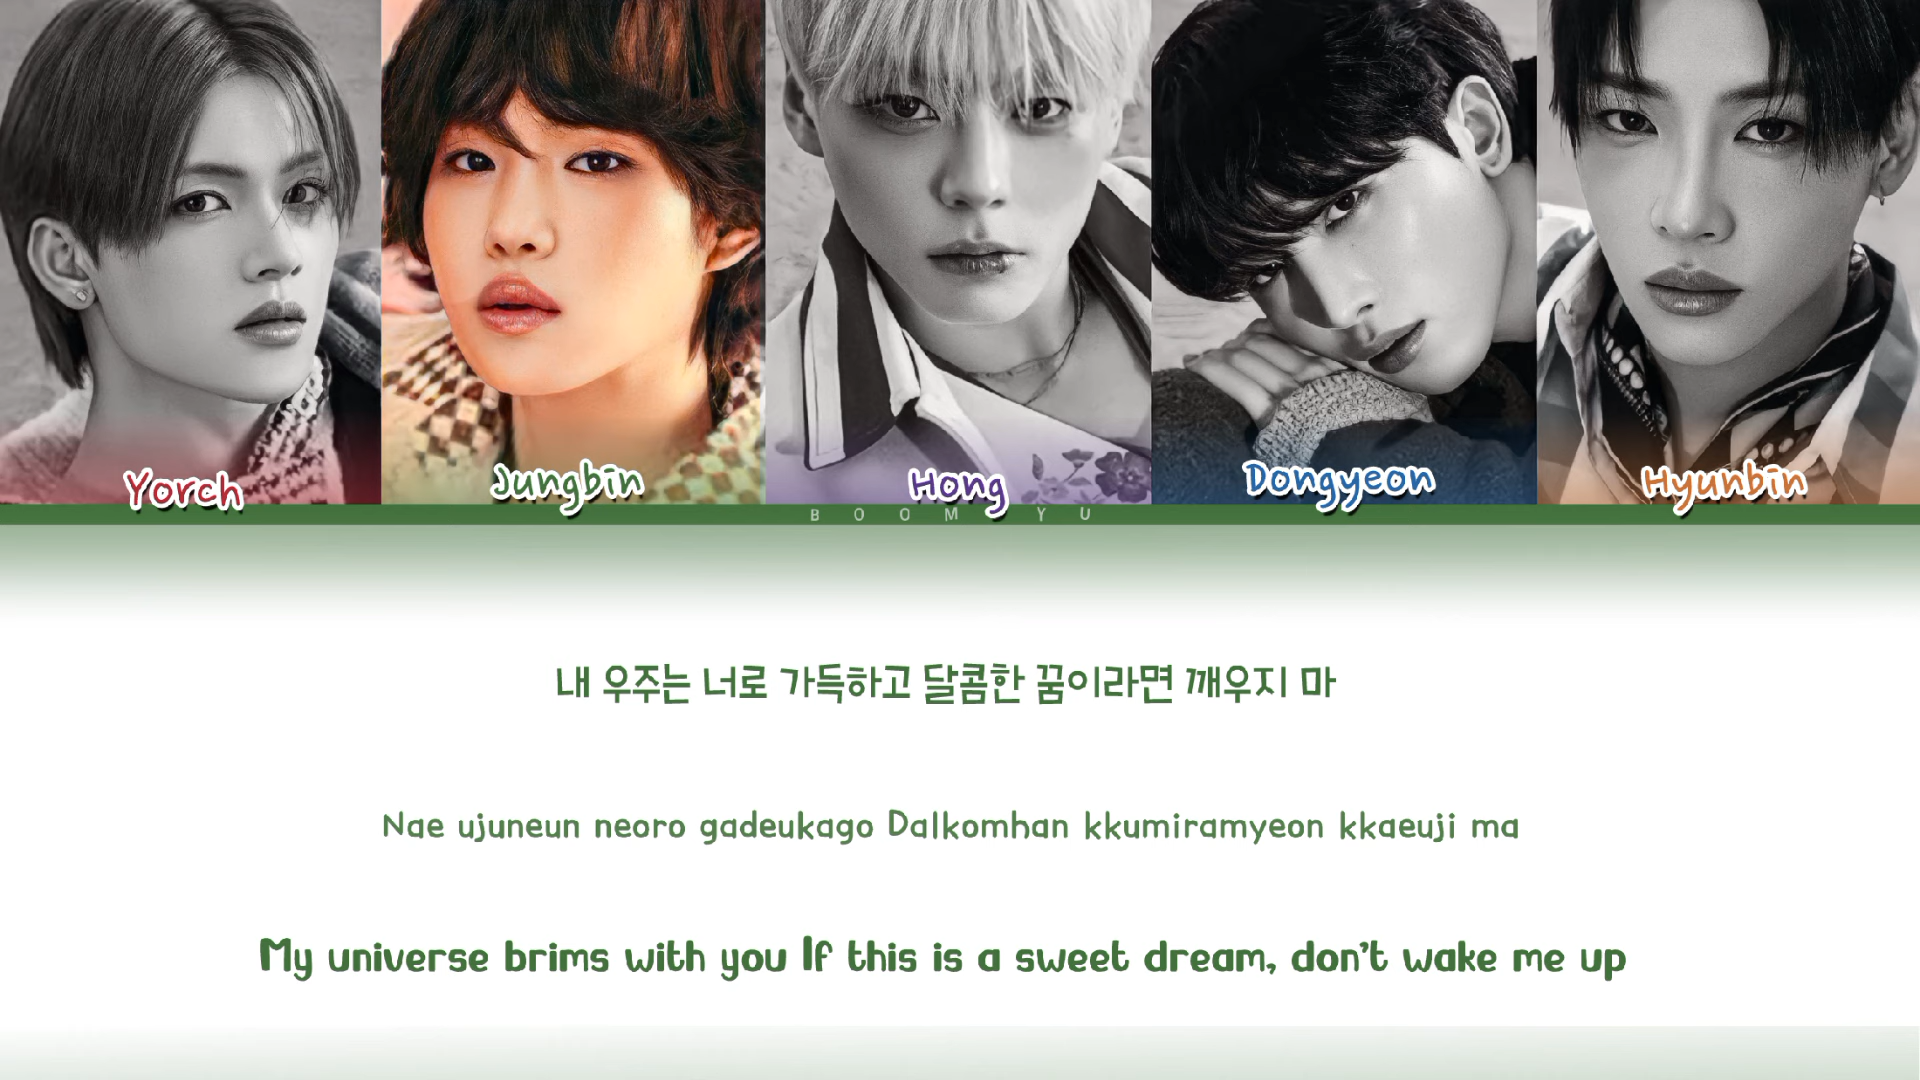 Yorch
Jungbin
Hong
Dongyeon
Hyunbin
BOOM YU
내 우주는 너로 가득하고 달콤한 꿈이라면 깨우지 마
Nae ujuneun neoro gadeukago Dalkomhan kkumiramyeon kkaeuji ma
My universe brims with you If this is a sweet dream, don't wake me up